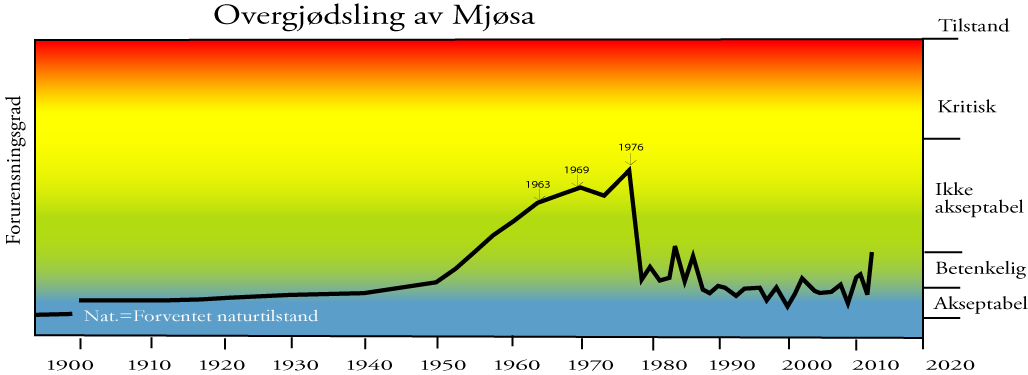 Overgjødsling av Mjøsa
Tilstand
Forurensningsgrad
Kritisk
1976
1969
1963
Ikke
akseptabel
Betenkelig
Akseptabel
Nat.=Forventet naturtilstand
1900 1910 1920 1930 1940 1950 1960 1970 1980 1990 2000 2010 2020